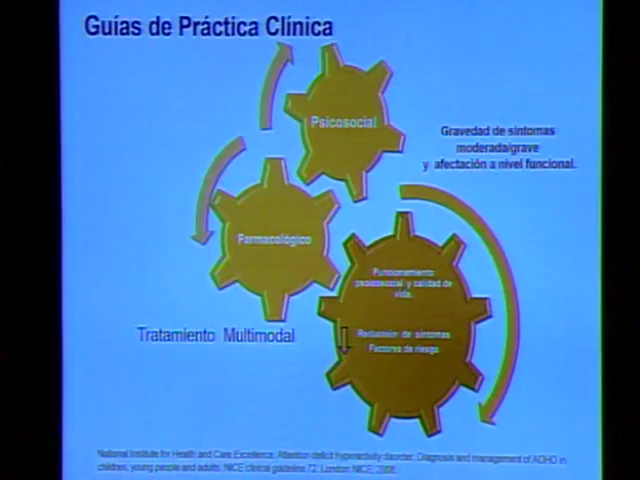 Guías de Práctica Clínica
Psicosocial
Gravedad de síntomas
moderada/grave
y afectación a nivel funcional.
Farmacológico
Funcionamiento
psicosocial y calidad de
vida.
Reducción de síntomas
Factores de riesgo
Tratamiento Multimodal
National Institute for Health and Care Excellence. Attention deficit hyperactivity disorder. Diagnosis and management of ADHD in
children, young people and adults. NICE clinical guideline 72. London: NICE; 2008.